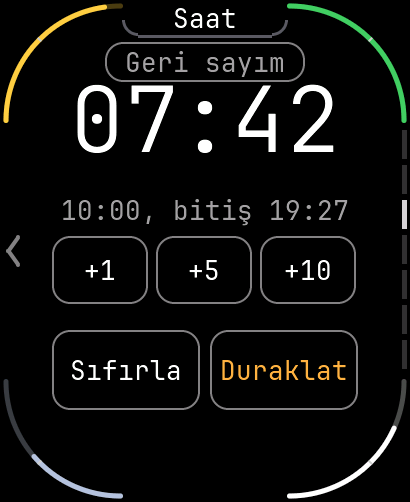 Saat
Geri sayım
07:42
10:00, bitiş 19:27
+1 +5 +10
Sıfırla Duraklat